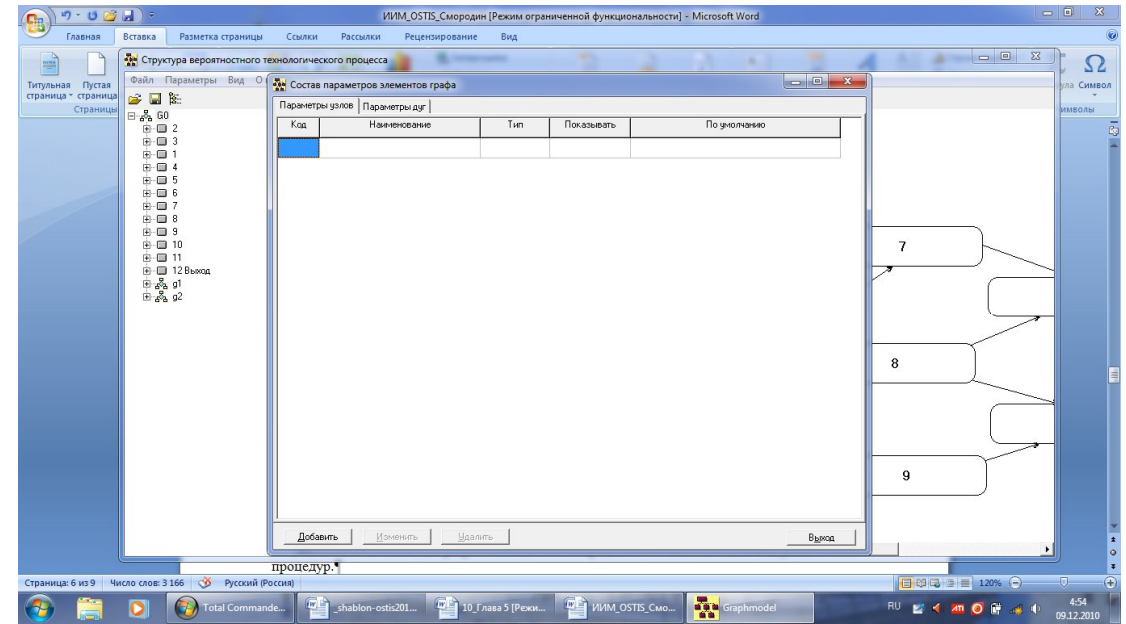 ИИМ_OSTIS_Смородин [Режим ограниченной функциональности] - Microsoft Word
Главная Вставка Разметка страницы Ссылки Рассылки Рецензирование Вид
Титульная страница Пустая страница
Страницы
Символ
Структура вероятностного технологического процесса
Файл Параметры Вид О
G0
2
3
1
4
5
6
7
8
9
10
11
12 Выход
g1
g2
Состав параметров элементов графа
Параметры узлов Параметры дуг
Код Наименование Тип Показывать По умолчанию
7
8
9
Добавить Изменить Удалить Выход
процедур.¶
Страница: 6 из 9 Число слов: 3 166 Русский (Россия) 120%
Total Commande... _shablon-ostis201... 10_Глава 5 [Режи... ИИМ_OSTIS_Смо... Graphmodel RU 4:54
09.12.2010